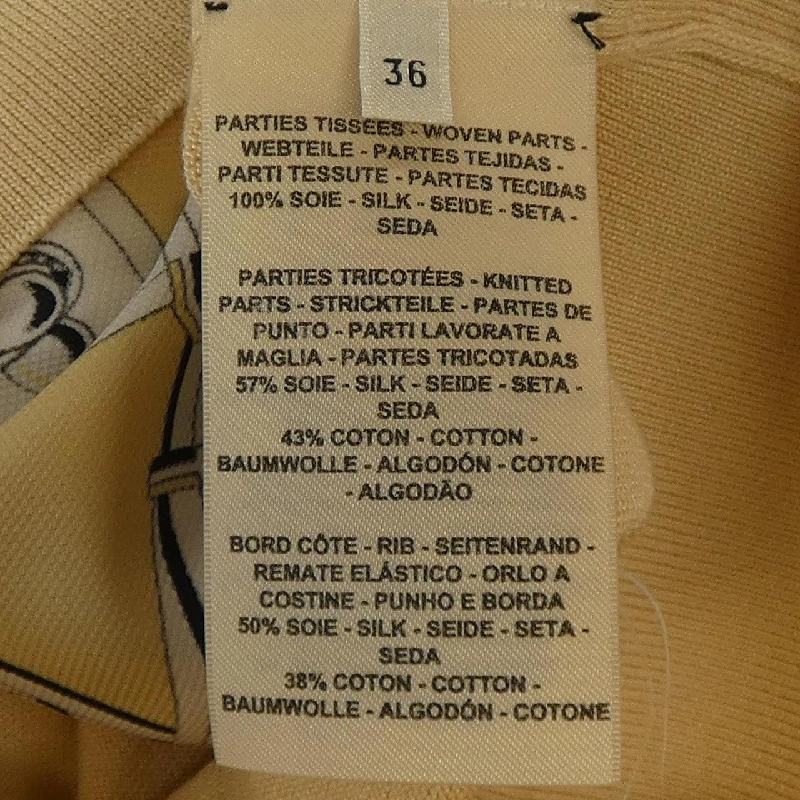 36
PARTIES TISSÉES - WOVEN PARTS -
WEBTEILE - PARTES TEJIDAS -
PARTI TESSUTE - PARTES TECIDAS
100% SOIE - SILK - SEIDE - SETA -
SEDA
PARTIES TRICOTÉES - KNITTED
PARTS - STRICKTEILE - PARTES DE
PUNTO - PARTI LAVORATE A
MAGLIA - PARTES TRICOTADAS
57% SOIE - SILK - SEIDE - SETA -
SEDA
43% COTON - COTTON -
BAUMWOLLE - ALGODÓN - COTONE
- ALGODÃO
BORD CÔTE - RIB - SEITENRAND -
REMATE ELÁSTICO - ORLO A
COSTINE - PUNHO E BORDA
50% SOIE - SILK - SEIDE - SETA -
SEDA
38% COTON - COTTON -
BAUMWOLLE - ALGODÓN - COTONE